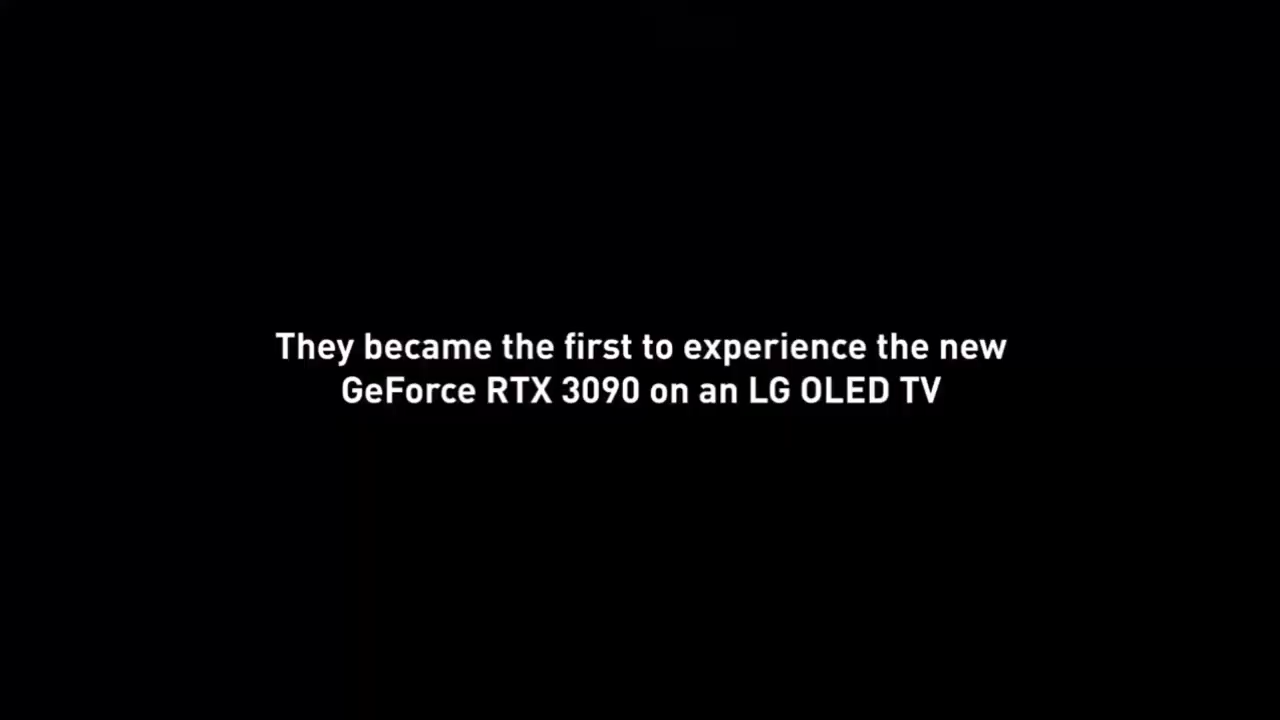 They became the first to experience the new
GeForce RTX 3090 on an LG OLED TV